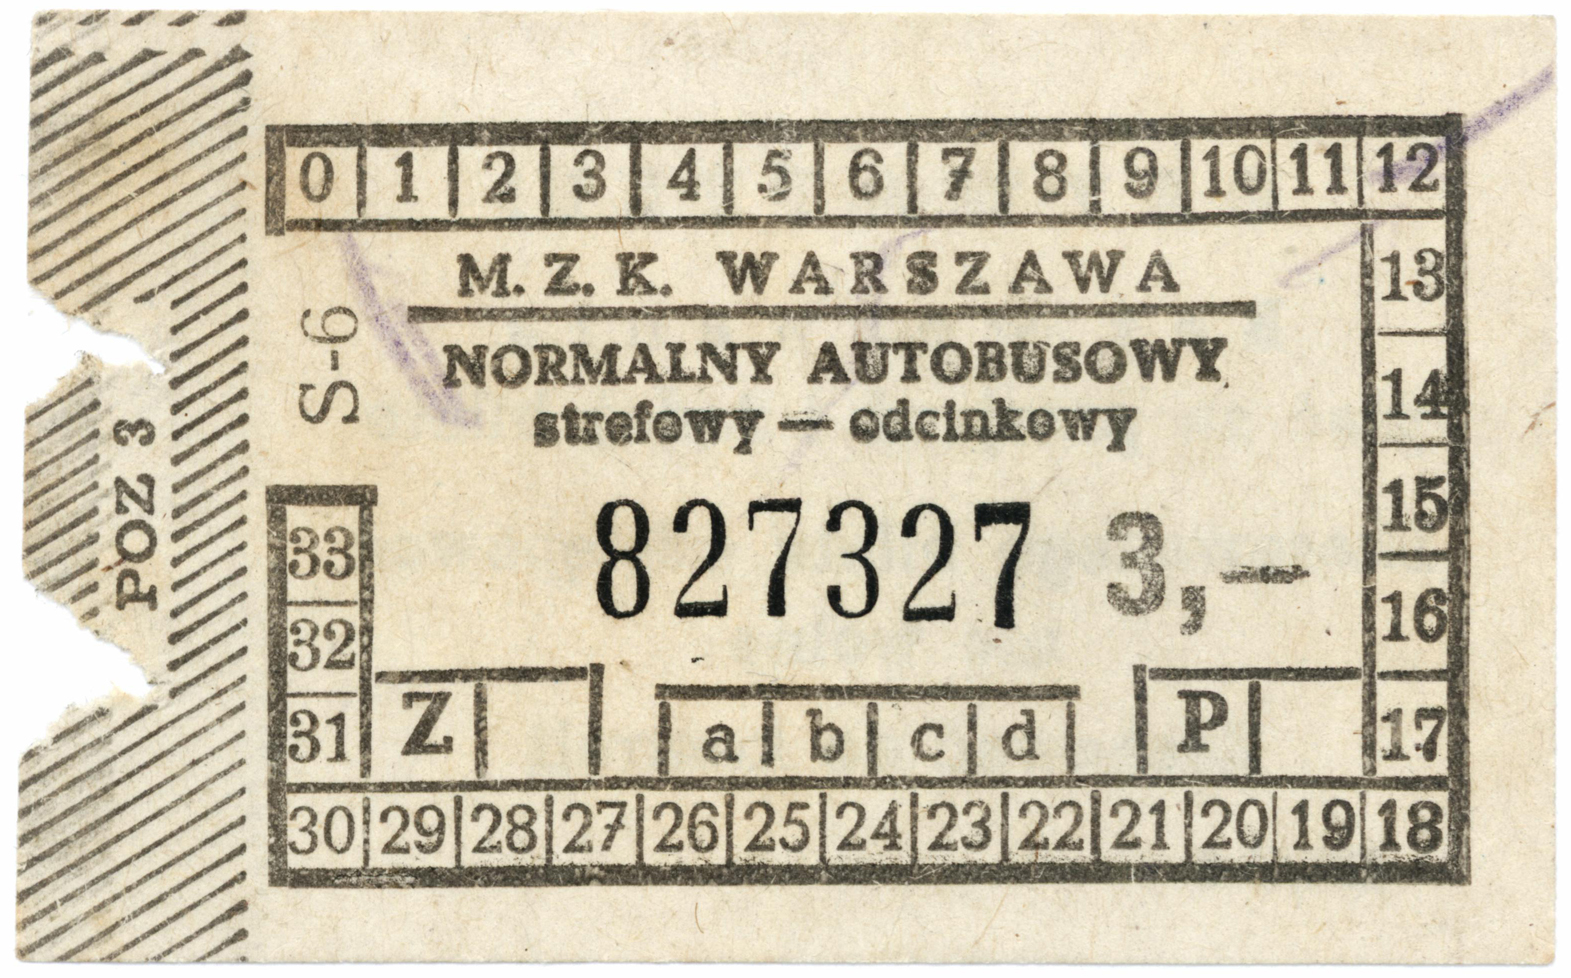 0 1 2 3 4 5 6 7 8 9 10 11 12
M. Z. K. WARSZAWA
NORMALNY AUTOBUSOWY
strefowy — odcinkowy
827327 3,—
S-6
POZ 3
13
14
15
16
17
33
32
31
Z
a b c d
P
30 29 28 27 26 25 24 23 22 21 20 19 18